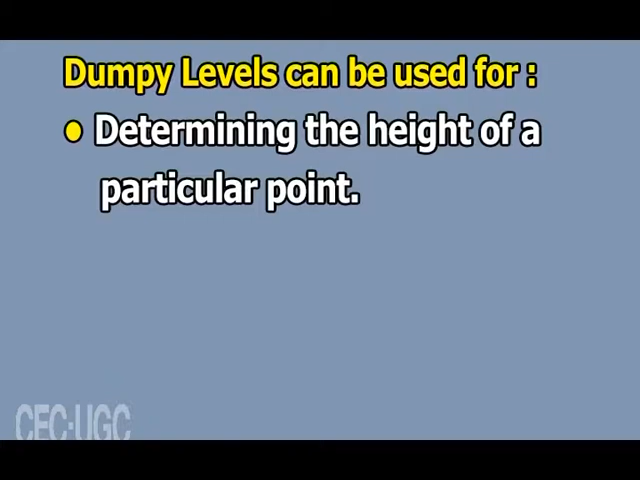 Dumpy Levels can be used for :
• Determining the height of a
particular point.
CEC-UGC